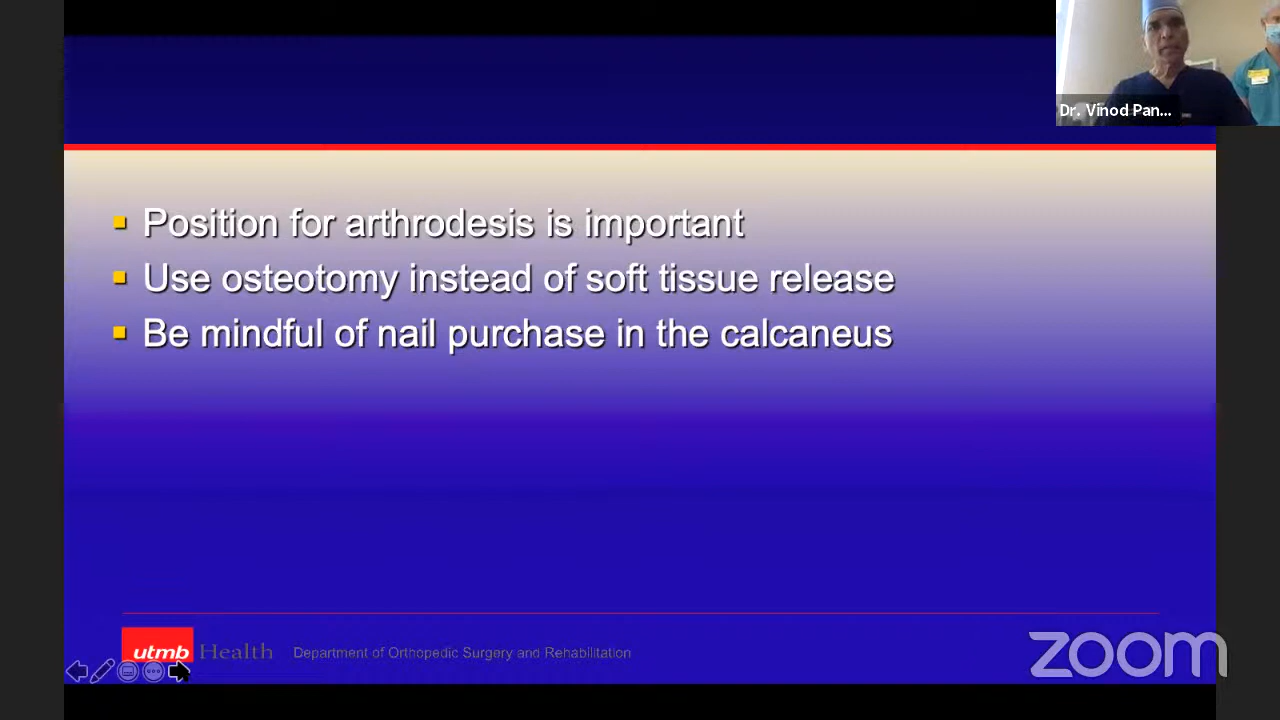 Dr. Vinod Pan...
Position for arthrodesis is important
Use osteotomy instead of soft tissue release
Be mindful of nail purchase in the calcaneus
utmb Health Department of Orthopedic Surgery and Rehabilitation
zoom